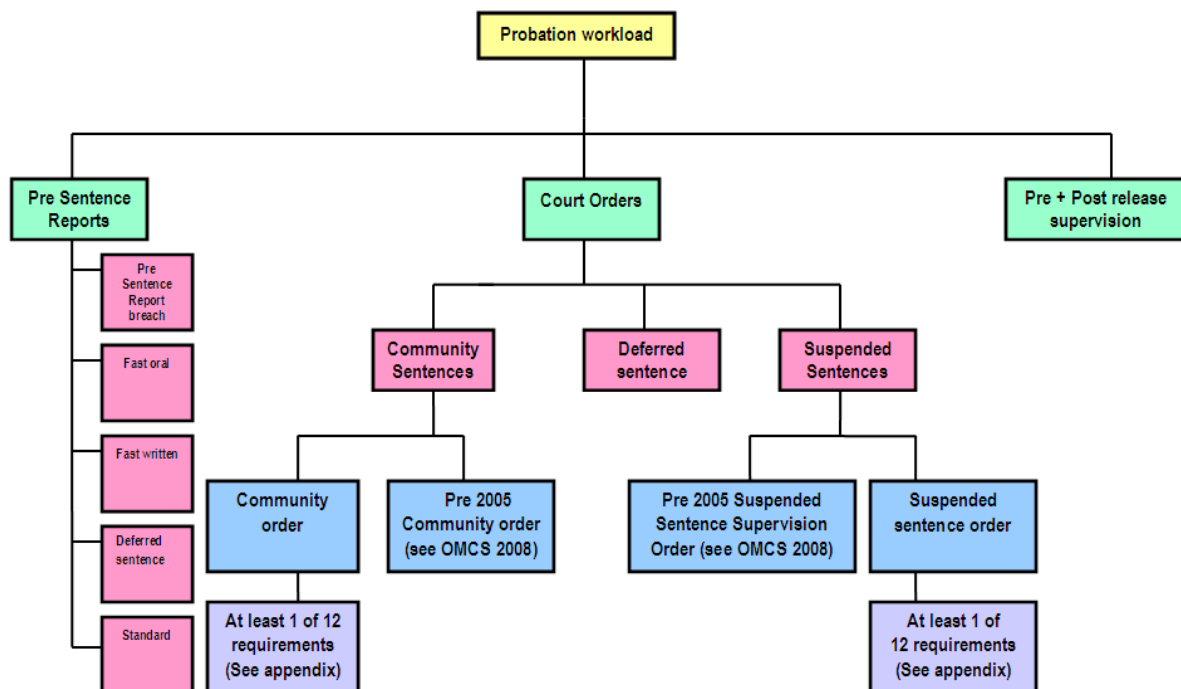 Probation workload
Pre Sentence
Reports
Court Orders
Pre + Post release
supervision
Pre
Sentence
Report
breach
Fast oral
Fast written
Deferred
sentence
Standard
Community
Sentences
Deferred
sentence
Suspended
Sentences
Community
order
Pre 2005
Community order
(see OMCS 2008)
Pre 2005 Suspended
Sentence Supervision
Order (see OMCS 2008)
Suspended
sentence order
At least 1 of 12
requirements
(See appendix)
At least 1 of
12 requirements
(See appendix)